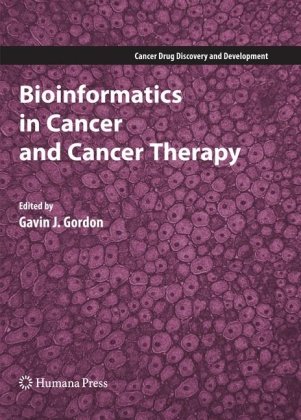 Cancer Drug Discovery and Development
Bioinformatics
in Cancer
and Cancer Therapy
Edited by
Gavin J. Gordon
Humana Press